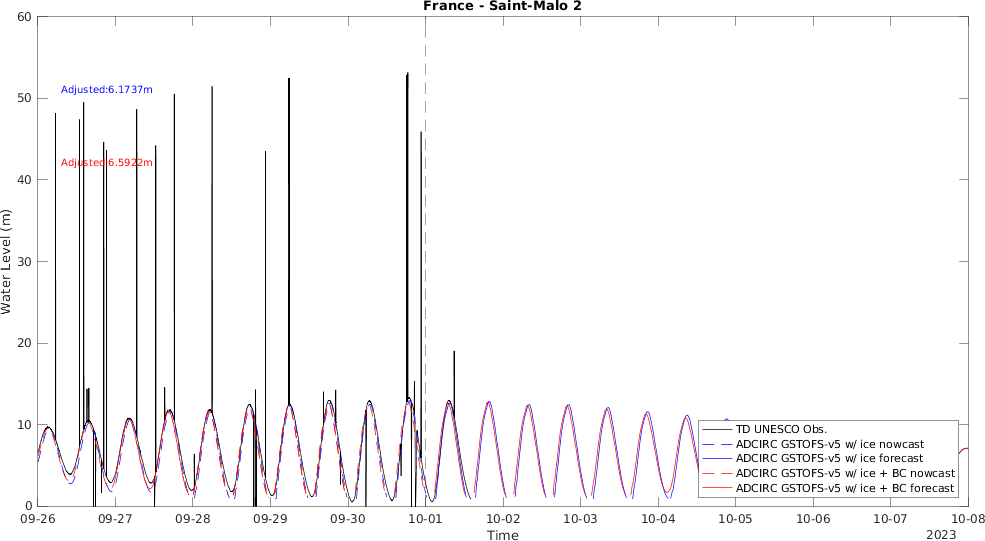 France - Saint-Malo 2
60
50
40
30
20
10
0
Water Level (m)
Adjusted:6.1737m
Adjusted:6.5922m
TD UNESCO Obs.
ADCIRC GSTOFS-v5 w/ ice nowcast
ADCIRC GSTOFS-v5 w/ ice forecast
ADCIRC GSTOFS-v5 w/ ice + BC nowcast
ADCIRC GSTOFS-v5 w/ ice + BC forecast
09-26 09-27 09-28 09-29 09-30 10-01 10-02 10-03 10-04 10-05 10-06 10-07 10-08
Time
2023